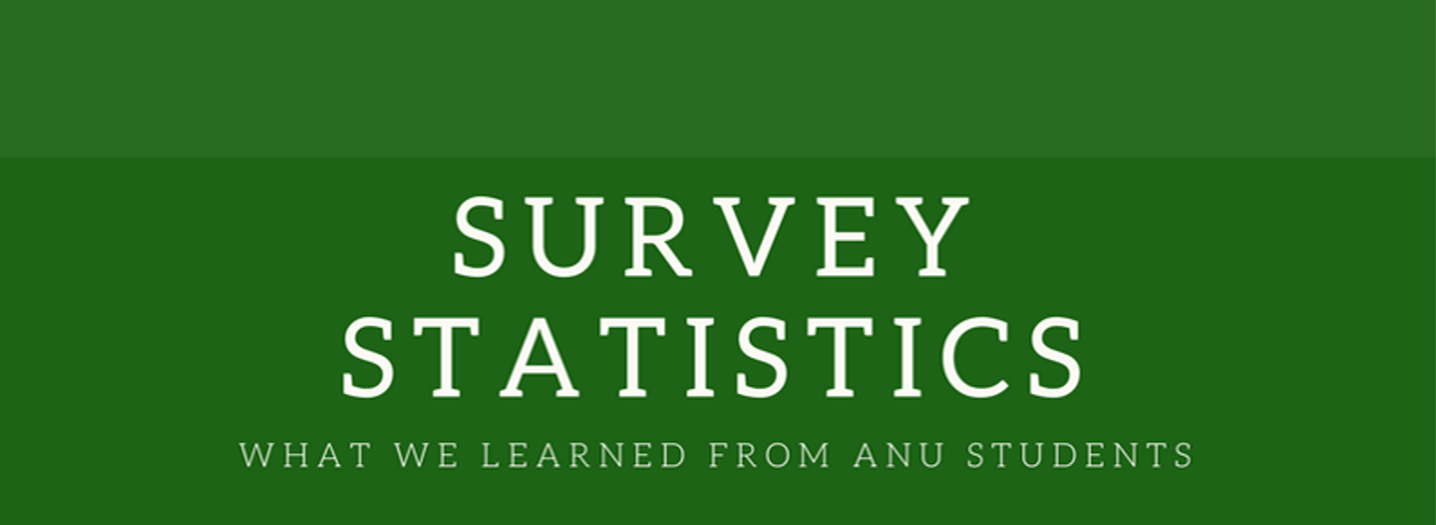 SURVEY
STATISTICS
WHAT WE LEARNED FROM ANU STUDENTS